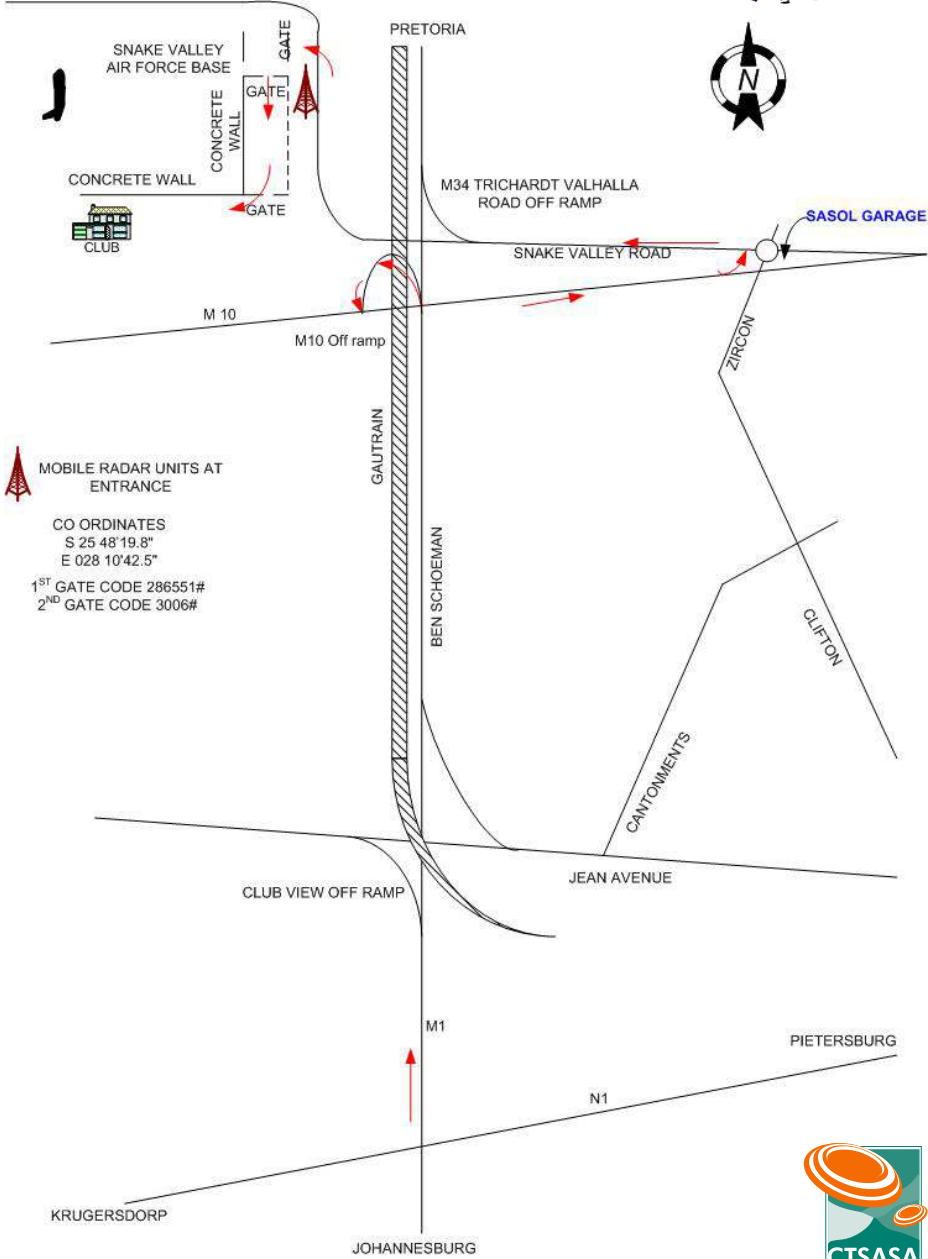 PRETORIA
SNAKE VALLEY
AIR FORCE BASE
GATE
N
GATE
CONCRETE
WALL
CONCRETE WALL
GATE
CLUB
M34 TRICHARDT VALHALLA
ROAD OFF RAMP
SASOL GARAGE
SNAKE VALLEY ROAD
M 10
M10 Off ramp
ZIRCON
GAUTRAIN
MOBILE RADAR UNITS AT
ENTRANCE
CO ORDINATES
S 25 48'19.8"
E 028 10'42.5"
1ST GATE CODE 286551#
2ND GATE CODE 3006#
BEN SCHOEMAN
CLIFTON
CANTONMENTS
JEAN AVENUE
CLUB VIEW OFF RAMP
M1
PIETERSBURG
N1
KRUGERSDORP
JOHANNESBURG
CTSASA